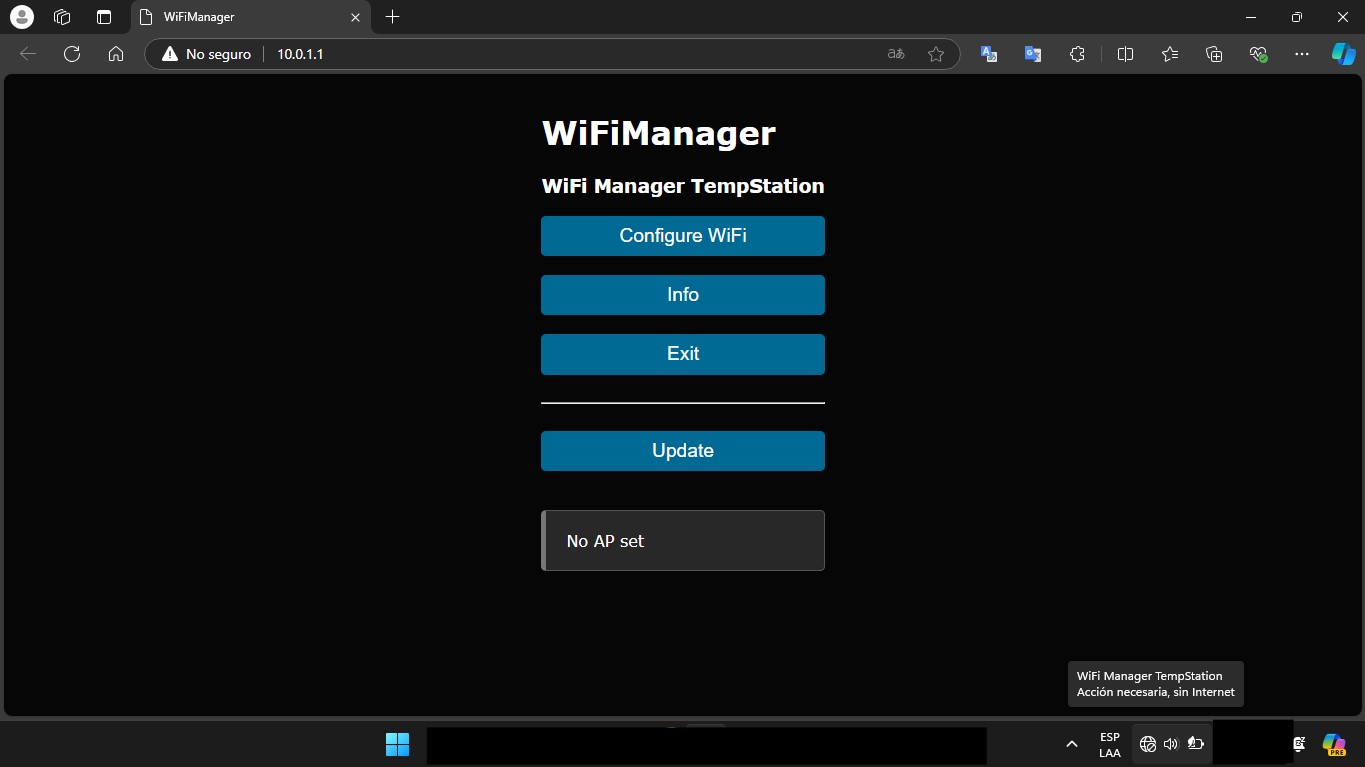 WiFiManager
No seguro
10.0.1.1
WiFiManager
WiFi Manager TempStation
Configure WiFi
Info
Exit
Update
No AP set
WiFi Manager TempStation
Acción necesaria, sin Internet
ESP
LAA
PRE